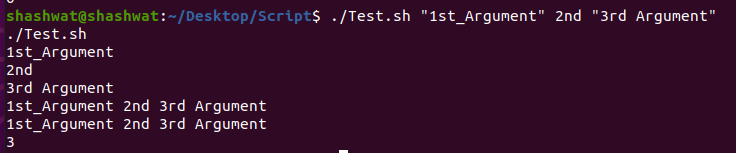 shashwat@shashwat:~/Desktop/Script$ ./Test.sh "1st_Argument" 2nd "3rd Argument"
./Test.sh
1st_Argument
2nd
3rd Argument
1st_Argument 2nd 3rd Argument
1st_Argument 2nd 3rd Argument
3